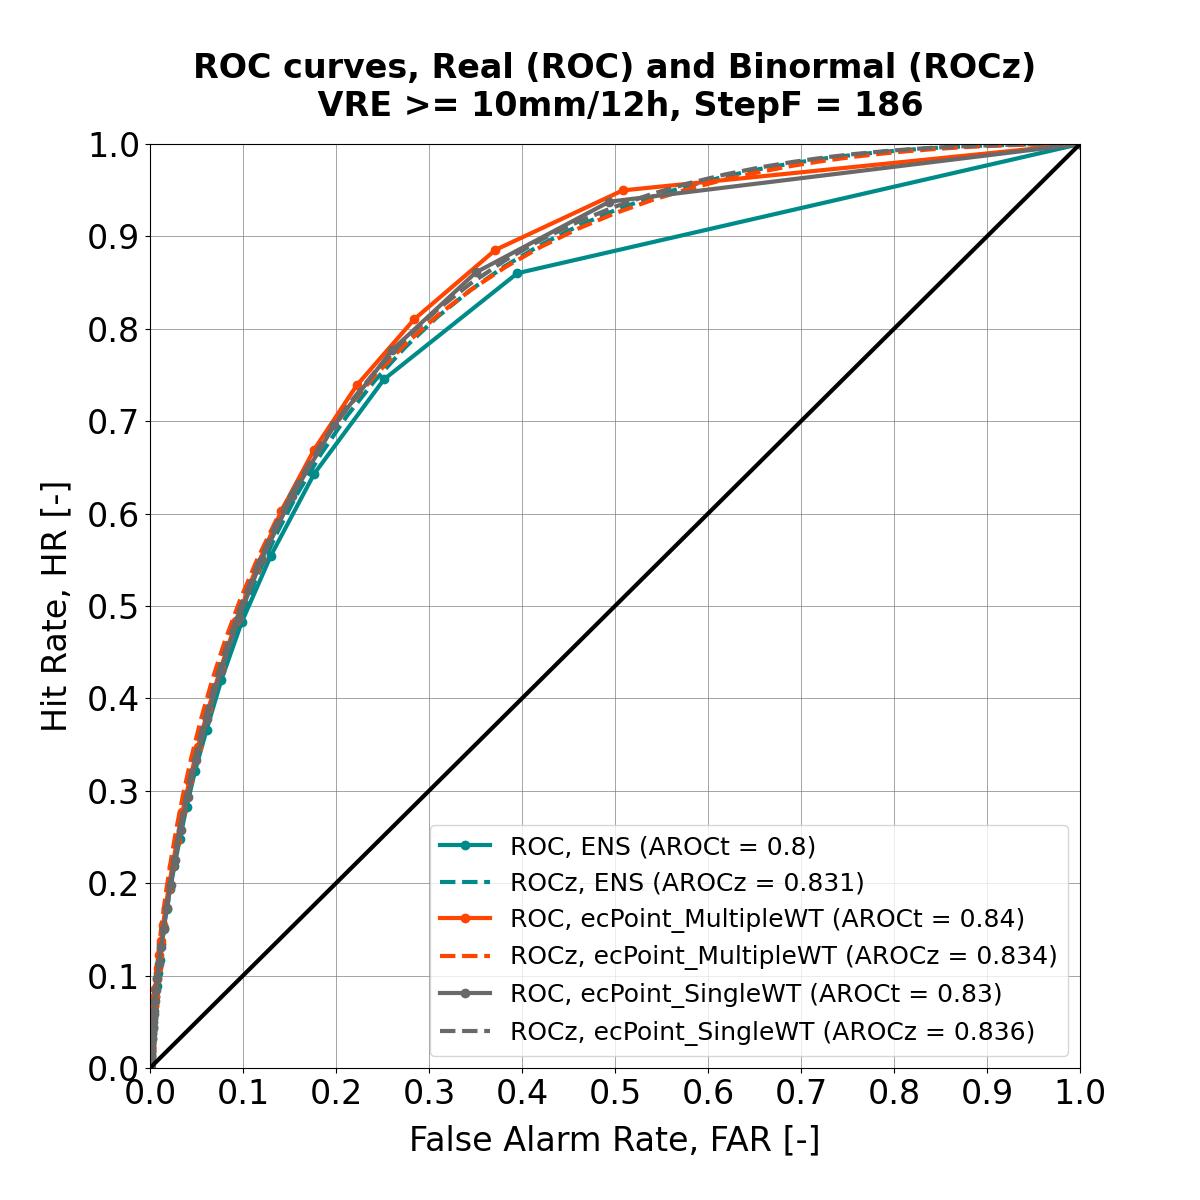 ROC curves, Real (ROC) and Binormal (ROCz)
VRE >= 10mm/12h, StepF = 186
1.0
0.9
0.8
0.7
0.6
0.5
0.4
0.3
0.2
0.1
0.0
Hit Rate, HR [-]
ROC, ENS (AROCt = 0.8)
ROCz, ENS (AROCz = 0.831)
ROC, ecPoint_MultipleWT (AROCt = 0.84)
ROCz, ecPoint_MultipleWT (AROCz = 0.834)
ROC, ecPoint_SingleWT (AROCt = 0.83)
ROCz, ecPoint_SingleWT (AROCz = 0.836)
0.0 0.1 0.2 0.3 0.4 0.5 0.6 0.7 0.8 0.9 1.0
False Alarm Rate, FAR [-]